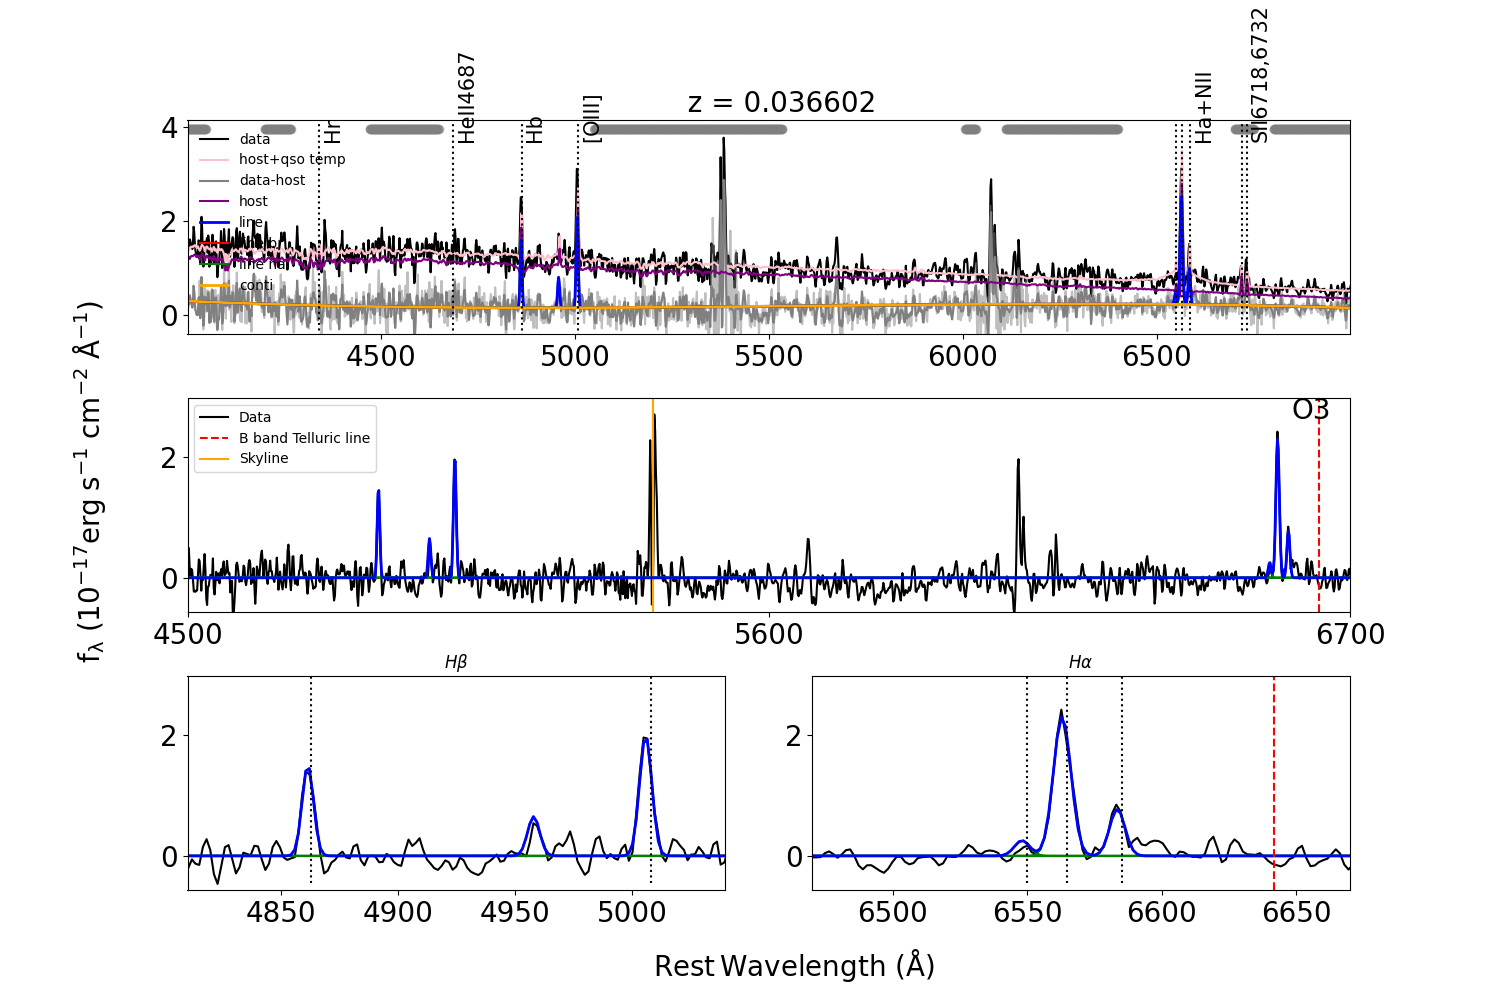 z = 0.036602
Hr
HeII4687
Hb
[OIII]
Ha+NII
SII6718,6732
data
host+qso temp
data-host
host
line
line na
conti
4
2
0
4500 5000 5500 6000 6500
f_λ (10^{-17}erg s^{-1} cm^{-2} Å^{-1})
Data
B band Telluric line
Skyline
O3
2
0
4500 5600 6700
Hβ
2
0
4850 4900 4950 5000
Hα
2
0
6500 6550 6600 6650
Rest Wavelength (Å)